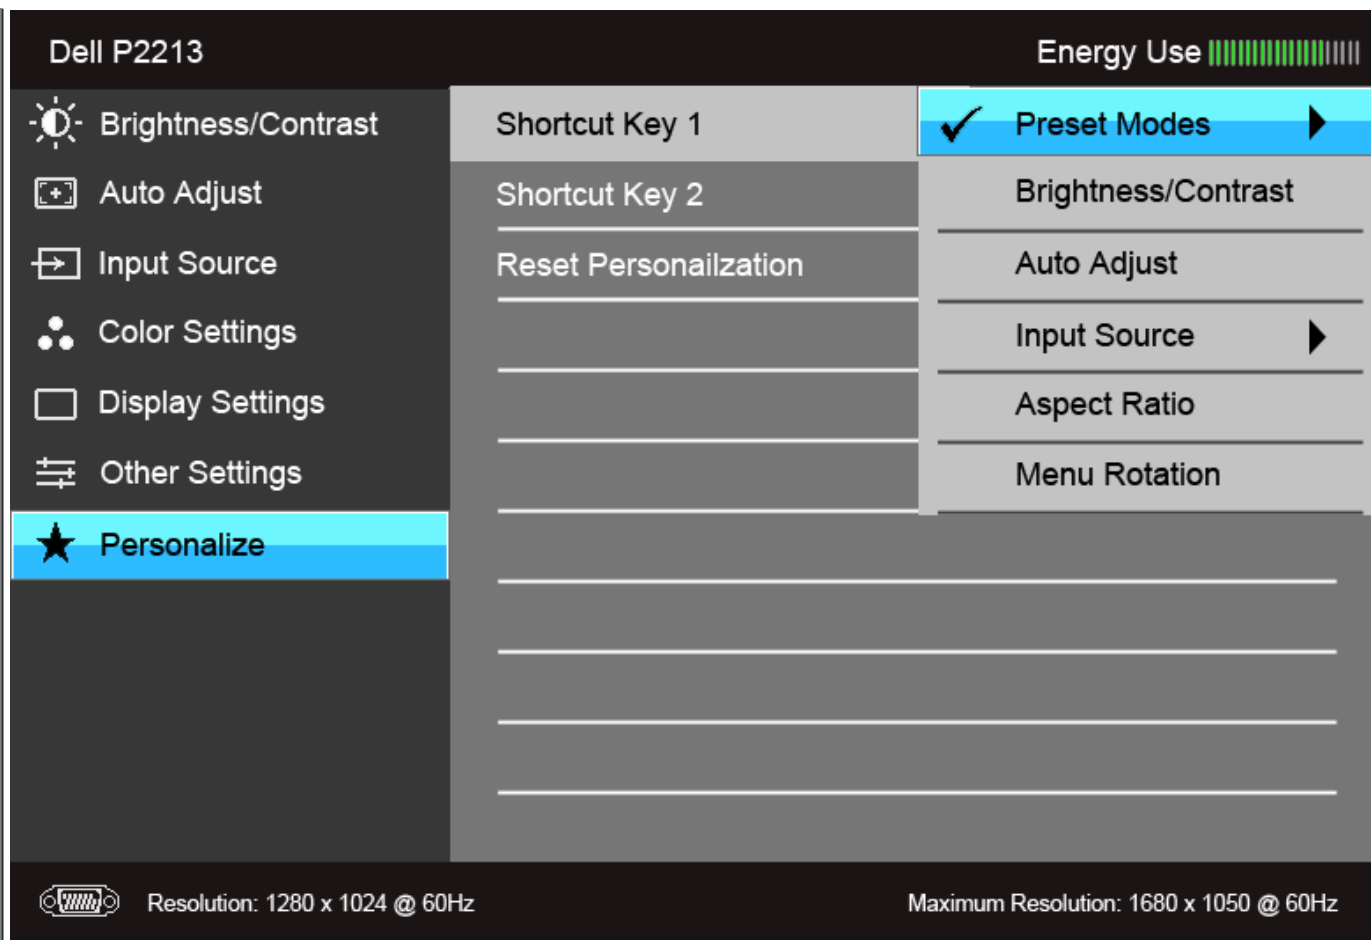 Dell P2213
Energy Use
Brightness/Contrast
Auto Adjust
Input Source
Color Settings
Display Settings
Other Settings
Personalize
Shortcut Key 1
Shortcut Key 2
Reset Personailzation
Preset Modes
Brightness/Contrast
Auto Adjust
Input Source
Aspect Ratio
Menu Rotation
Resolution: 1280 x 1024 @ 60Hz
Maximum Resolution: 1680 x 1050 @ 60Hz